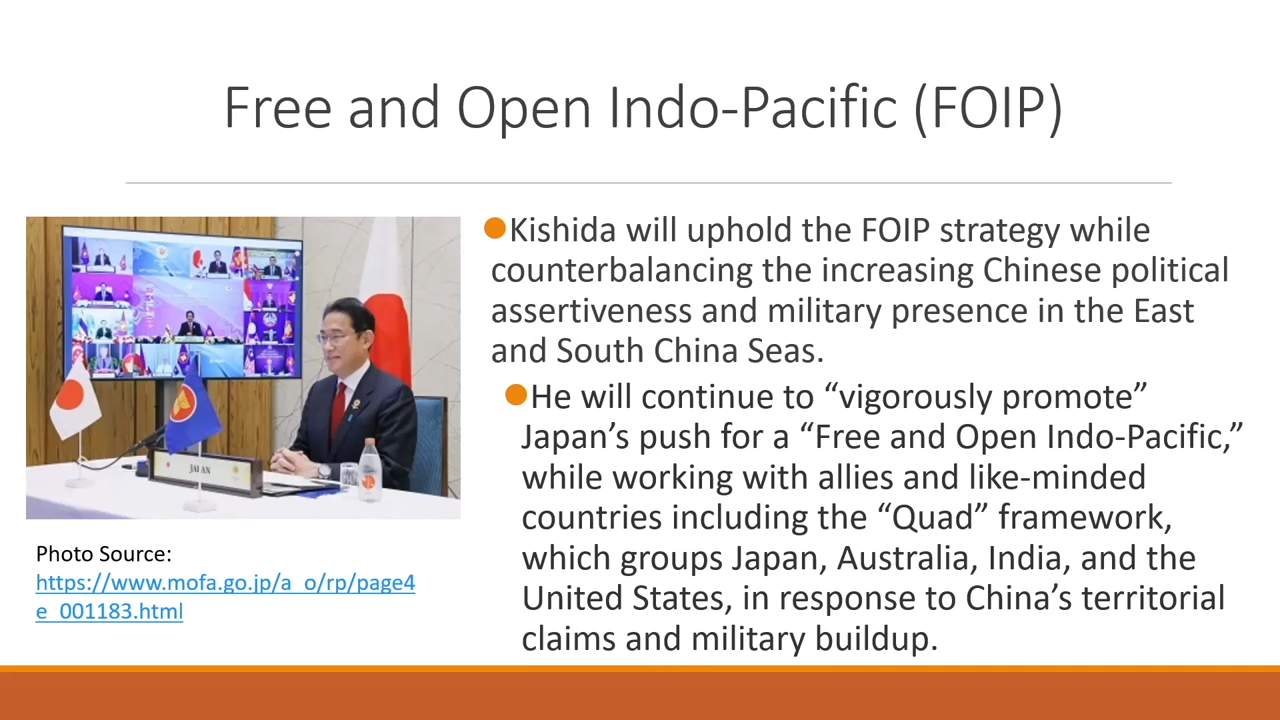 Free and Open Indo-Pacific (FOIP)
Kishida will uphold the FOIP strategy while
counterbalancing the increasing Chinese political
assertiveness and military presence in the East
and South China Seas.
He will continue to “vigorously promote”
Japan’s push for a “Free and Open Indo-Pacific,”
while working with allies and like-minded
countries including the “Quad” framework,
which groups Japan, Australia, India, and the
United States, in response to China’s territorial
claims and military buildup.
Photo Source:
https://www.mofa.go.jp/a_o/rp/page4
e_001183.html